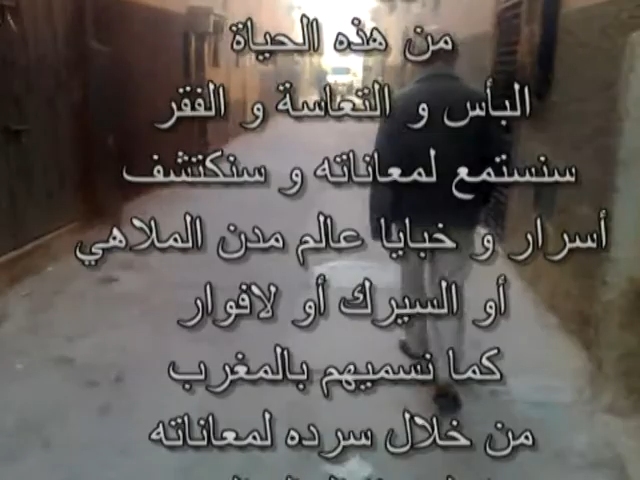 من هذه الحياة
البأس و التعاسة و الفقر
سنستمع لمعاناته و سنكتشف
أسرار و خبايا عالم مدن الملاهي
أو السيرك أو لافوار
كما نسميهم بالمغرب
من خلال سرده لمعاناته